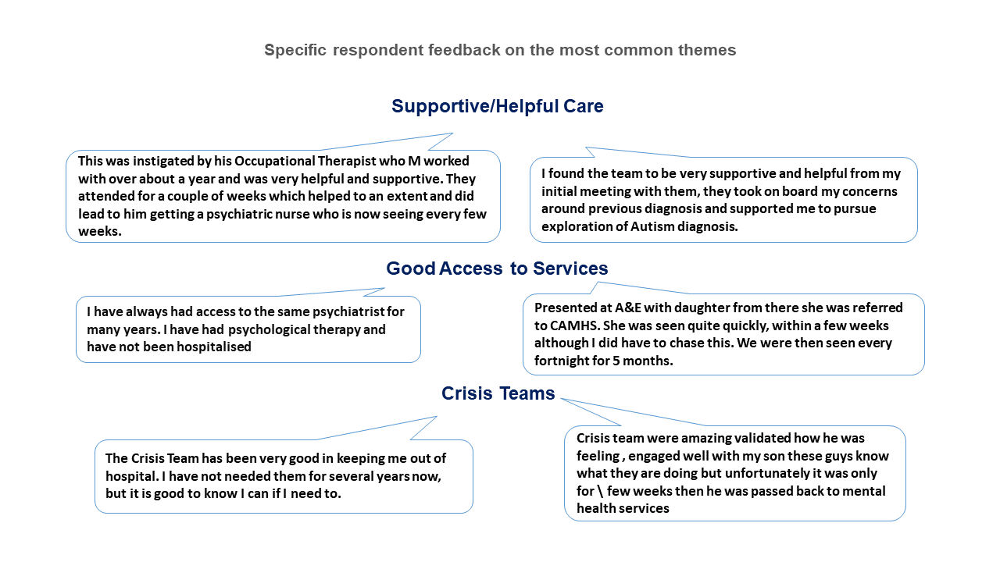 Specific respondent feedback on the most common themes
Supportive/Helpful Care
This was instigated by his Occupational Therapist who M worked
with over about a year and was very helpful and supportive. They
attended for a couple of weeks which helped to an extent and did
lead to him getting a psychiatric nurse who is now seeing every few
weeks.
I found the team to be very supportive and helpful from my
initial meeting with them, they took on board my concerns
around previous diagnosis and supported me to pursue
exploration of Autism diagnosis.
Good Access to Services
I have always had access to the same psychiatrist for
many years. I have had psychological therapy and
have not been hospitalised
Presented at A&E with daughter from there she was referred
to CAMHS. She was seen quite quickly, within a few weeks
although I did have to chase this. We were then seen every
fortnight for 5 months.
Crisis Teams
The Crisis Team has been very good in keeping me out of
hospital. I have not needed them for several years now,
but it is good to know I can if I need to.
Crisis team were amazing validated how he was
feeling , engaged well with my son these guys know
what they are doing but unfortunately it was only
for \ few weeks then he was passed back to mental
health services